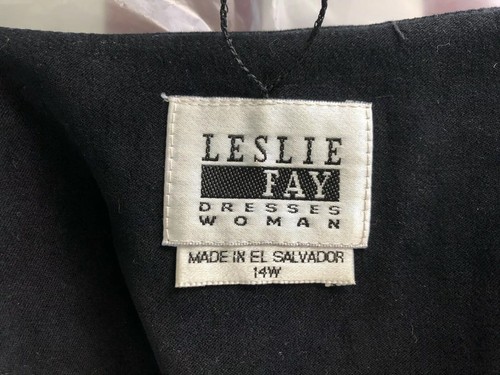 LESLIE
FAY
DRESSES
WOMAN
MADE IN EL SALVADOR
14W